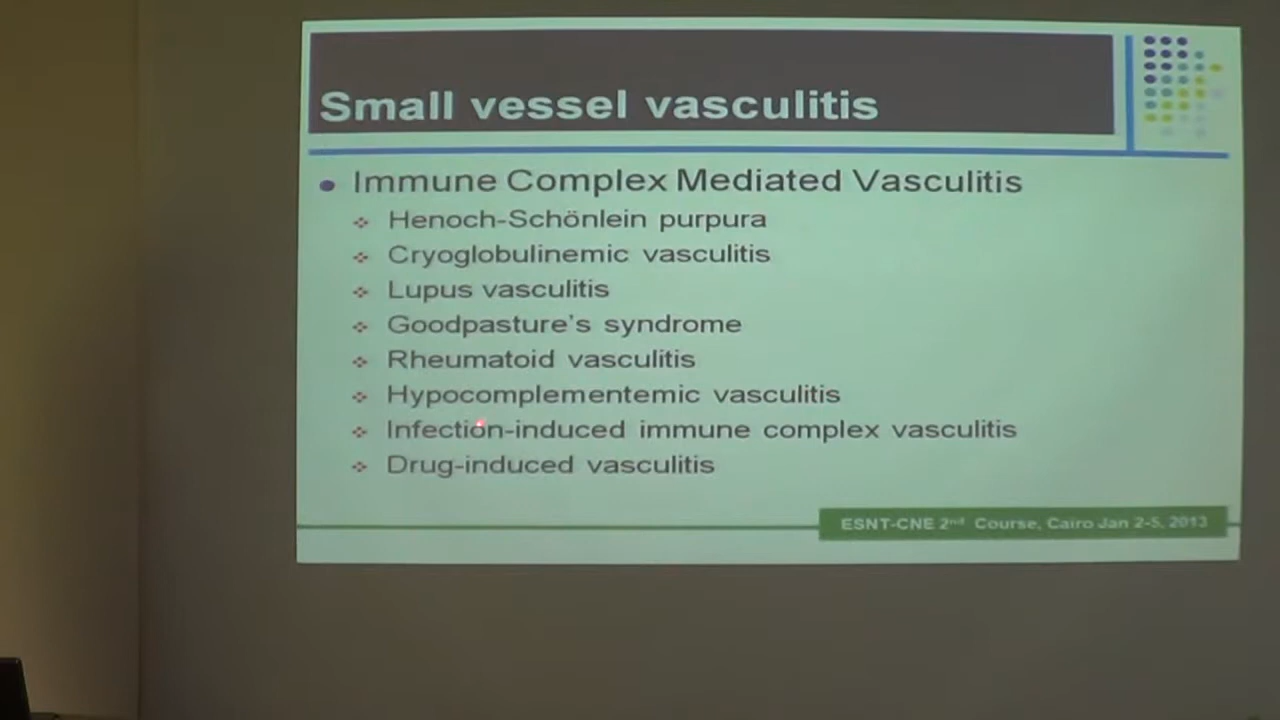 Small vessel vasculitis
Immune Complex Mediated Vasculitis
Henoch-Schönlein purpura
Cryoglobulinemic vasculitis
Lupus vasculitis
Goodpasture's syndrome
Rheumatoid vasculitis
Hypocomplementemic vasculitis
Infection-induced immune complex vasculitis
Drug-induced vasculitis
ESNT-CNE 2nd Course, Cairo Jan 2-5, 2013